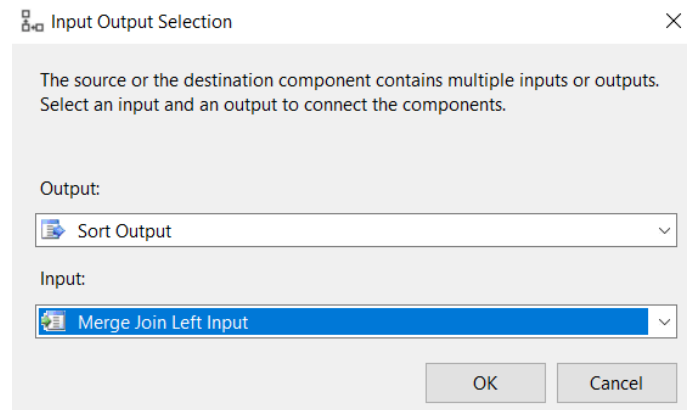 Input Output Selection
The source or the destination component contains multiple inputs or outputs.
Select an input and an output to connect the components.
Output:
Sort Output
Input:
Merge Join Left Input
OK Cancel